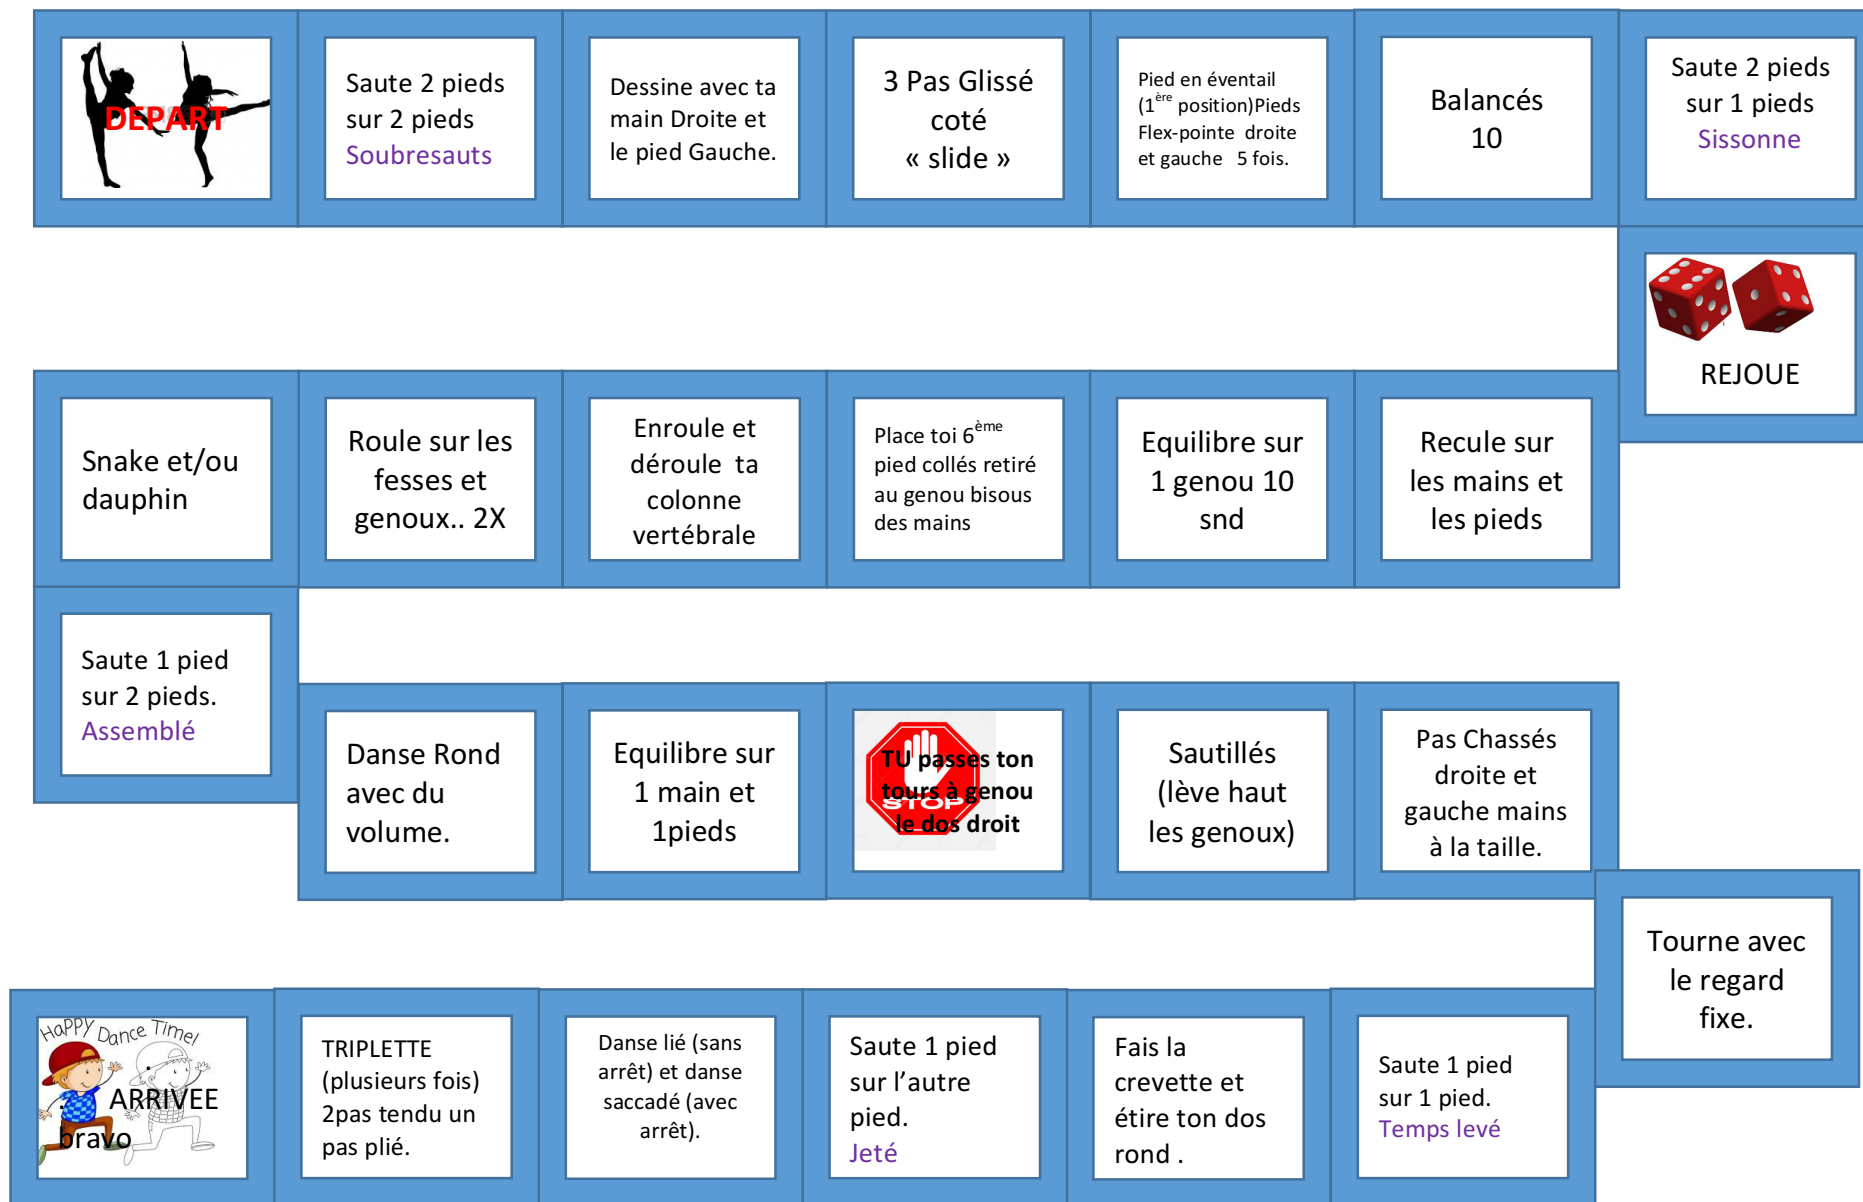 DEPART
Saute 2 pieds
sur 2 pieds
Soubresauts
Dessine avec ta
main Droite et
le pied Gauche.
3 Pas Glissé
coté
« slide »
Pied en éventail
(1ère position)Pieds
Flex-pointe droite
et gauche 5 fois.
Balancés
10
Saute 2 pieds
sur 1 pieds
Sissonne
REJOUE
Recule sur
les mains et
les pieds
Equilibre sur
1 genou 10
snd
Place toi 6ème
pied collés retiré
au genou bisous
des mains
Enroule et
déroule ta
colonne
vertébrale
Roule sur les
fesses et
genoux.. 2X
Snake et/ou
dauphin
Saute 1 pied
sur 2 pieds.
Assemblé
Danse Rond
avec du
volume.
Equilibre sur
1 main et
1pieds
TU passes ton
tours à genou
le dos droit
STOP
Sautillés
(lève haut
les genoux)
Pas Chassés
droite et
gauche mains
à la taille.
Tourne avec
le regard
fixe.
Saute 1 pied
sur 1 pied.
Temps levé
Fais la
crevette et
étire ton dos
rond .
Saute 1 pied
sur l’autre
pied.
Jeté
Danse lié (sans
arrêt) et danse
saccadé (avec
arrêt).
TRIPLETTE
(plusieurs fois)
2pas tendu un
pas plié.
HaPPY Dance Time!
ARRIVEE
bravo